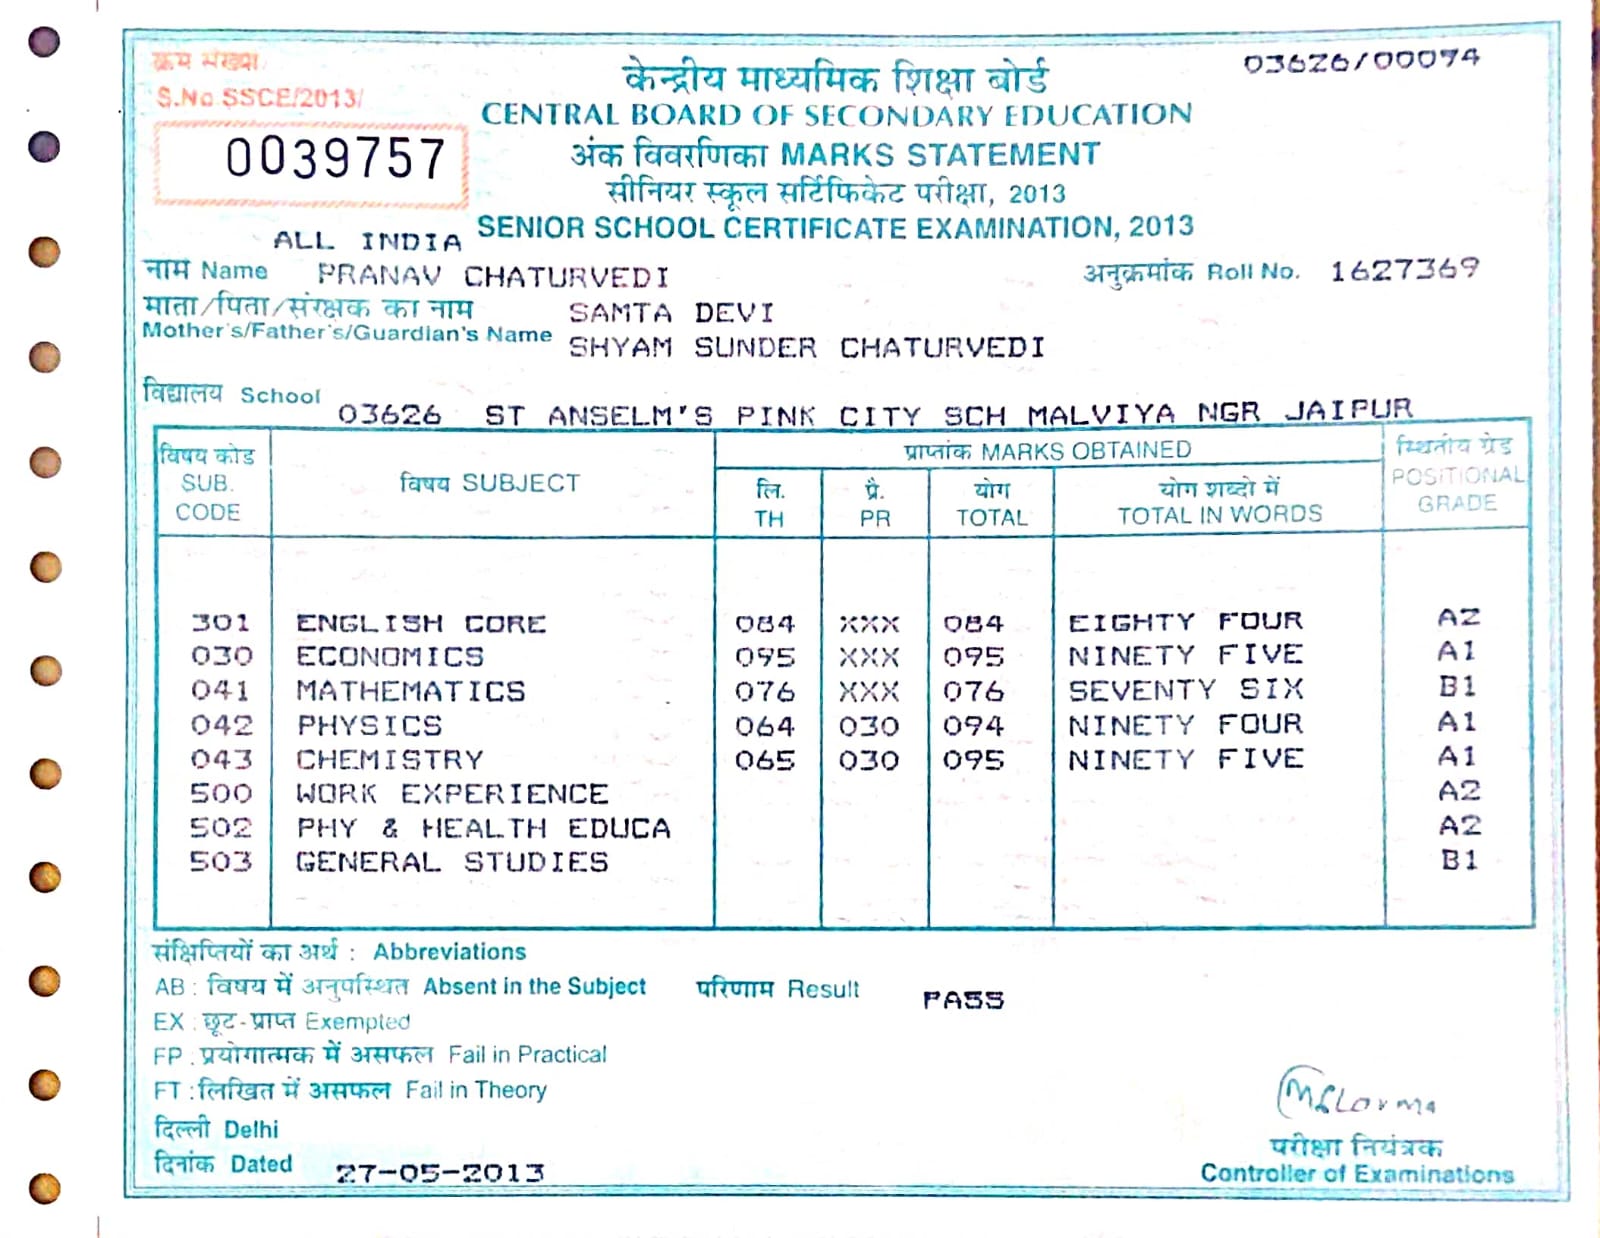 क्रम संख्या
S.No SSCE/2013/
0039757
03626/00074
केन्द्रीय माध्यमिक शिक्षा बोर्ड
CENTRAL BOARD OF SECONDARY EDUCATION
अंक विवरणिका MARKS STATEMENT
सीनियर स्कूल सर्टिफिकेट परीक्षा, 2013
SENIOR SCHOOL CERTIFICATE EXAMINATION, 2013
ALL INDIA
नाम Name PRANAV CHATURVEDI अनुक्रमांक Roll No. 1627369
माता/पिता/संरक्षक का नाम SAMTA DEVI
Mother's/Father's/Guardian's Name SHYAM SUNDER CHATURVEDI
विद्यालय School 03626 ST ANSELM'S PINK CITY SCH MALVIYA NGR JAIPUR
विषय कोड SUB. CODE विषय SUBJECT प्राप्तांक MARKS OBTAINED स्थितीय ग्रेड POSITIONAL GRADE
लि. TH प्रै. PR योग TOTAL योग शब्दो में TOTAL IN WORDS
301 ENGLISH CORE 084 XXX 084 EIGHTY FOUR A2
030 ECONOMICS 095 XXX 095 NINETY FIVE A1
041 MATHEMATICS 076 XXX 076 SEVENTY SIX B1
042 PHYSICS 064 030 094 NINETY FOUR A1
043 CHEMISTRY 065 030 095 NINETY FIVE A1
500 WORK EXPERIENCE A2
502 PHY & HEALTH EDUCA A2
503 GENERAL STUDIES B1
संक्षिप्तियों का अर्थ : Abbreviations
AB : विषय में अनुपस्थित Absent in the Subject परिणाम Result PASS
EX : छूट-प्राप्त Exempted
FP : प्रयोगात्मक में असफल Fail in Practical
FT : लिखित में असफल Fail in Theory
दिल्ली Delhi
दिनांक Dated 27-05-2013
परीक्षा नियंत्रक
Controller of Examinations